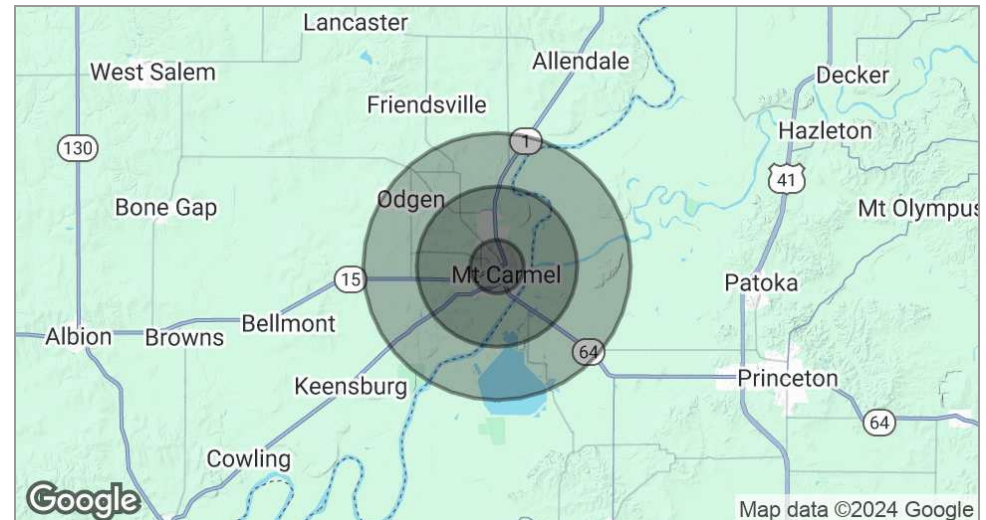 Lancaster
Allendale
West Salem
Decker
Friendsville
Hazleton
1
130
41
Odgen
Bone Gap
Mt Olympus
Mt Carmel
15
Patoka
Bellmont
Albion
Browns
64
Keensburg
Princeton
64
Cowling
Google
Map data ©2024 Google